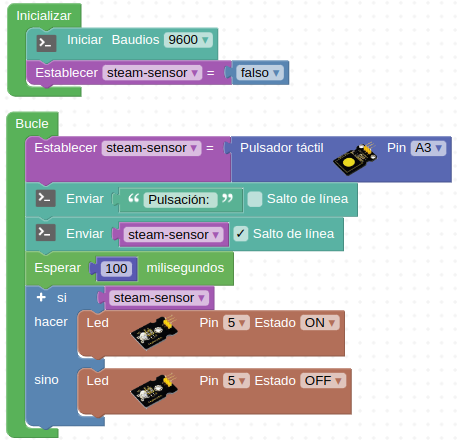 Inicializar
Iniciar Baudios 9600
Establecer steam-sensor = falso
Bucle
Establecer steam-sensor = Pulsador táctil Pin A3
Enviar “ Pulsación: ” Salto de línea
Enviar steam-sensor Salto de línea
Esperar 100 milisegundos
+ si steam-sensor
hacer Led Pin 5 Estado ON
sino Led Pin 5 Estado OFF